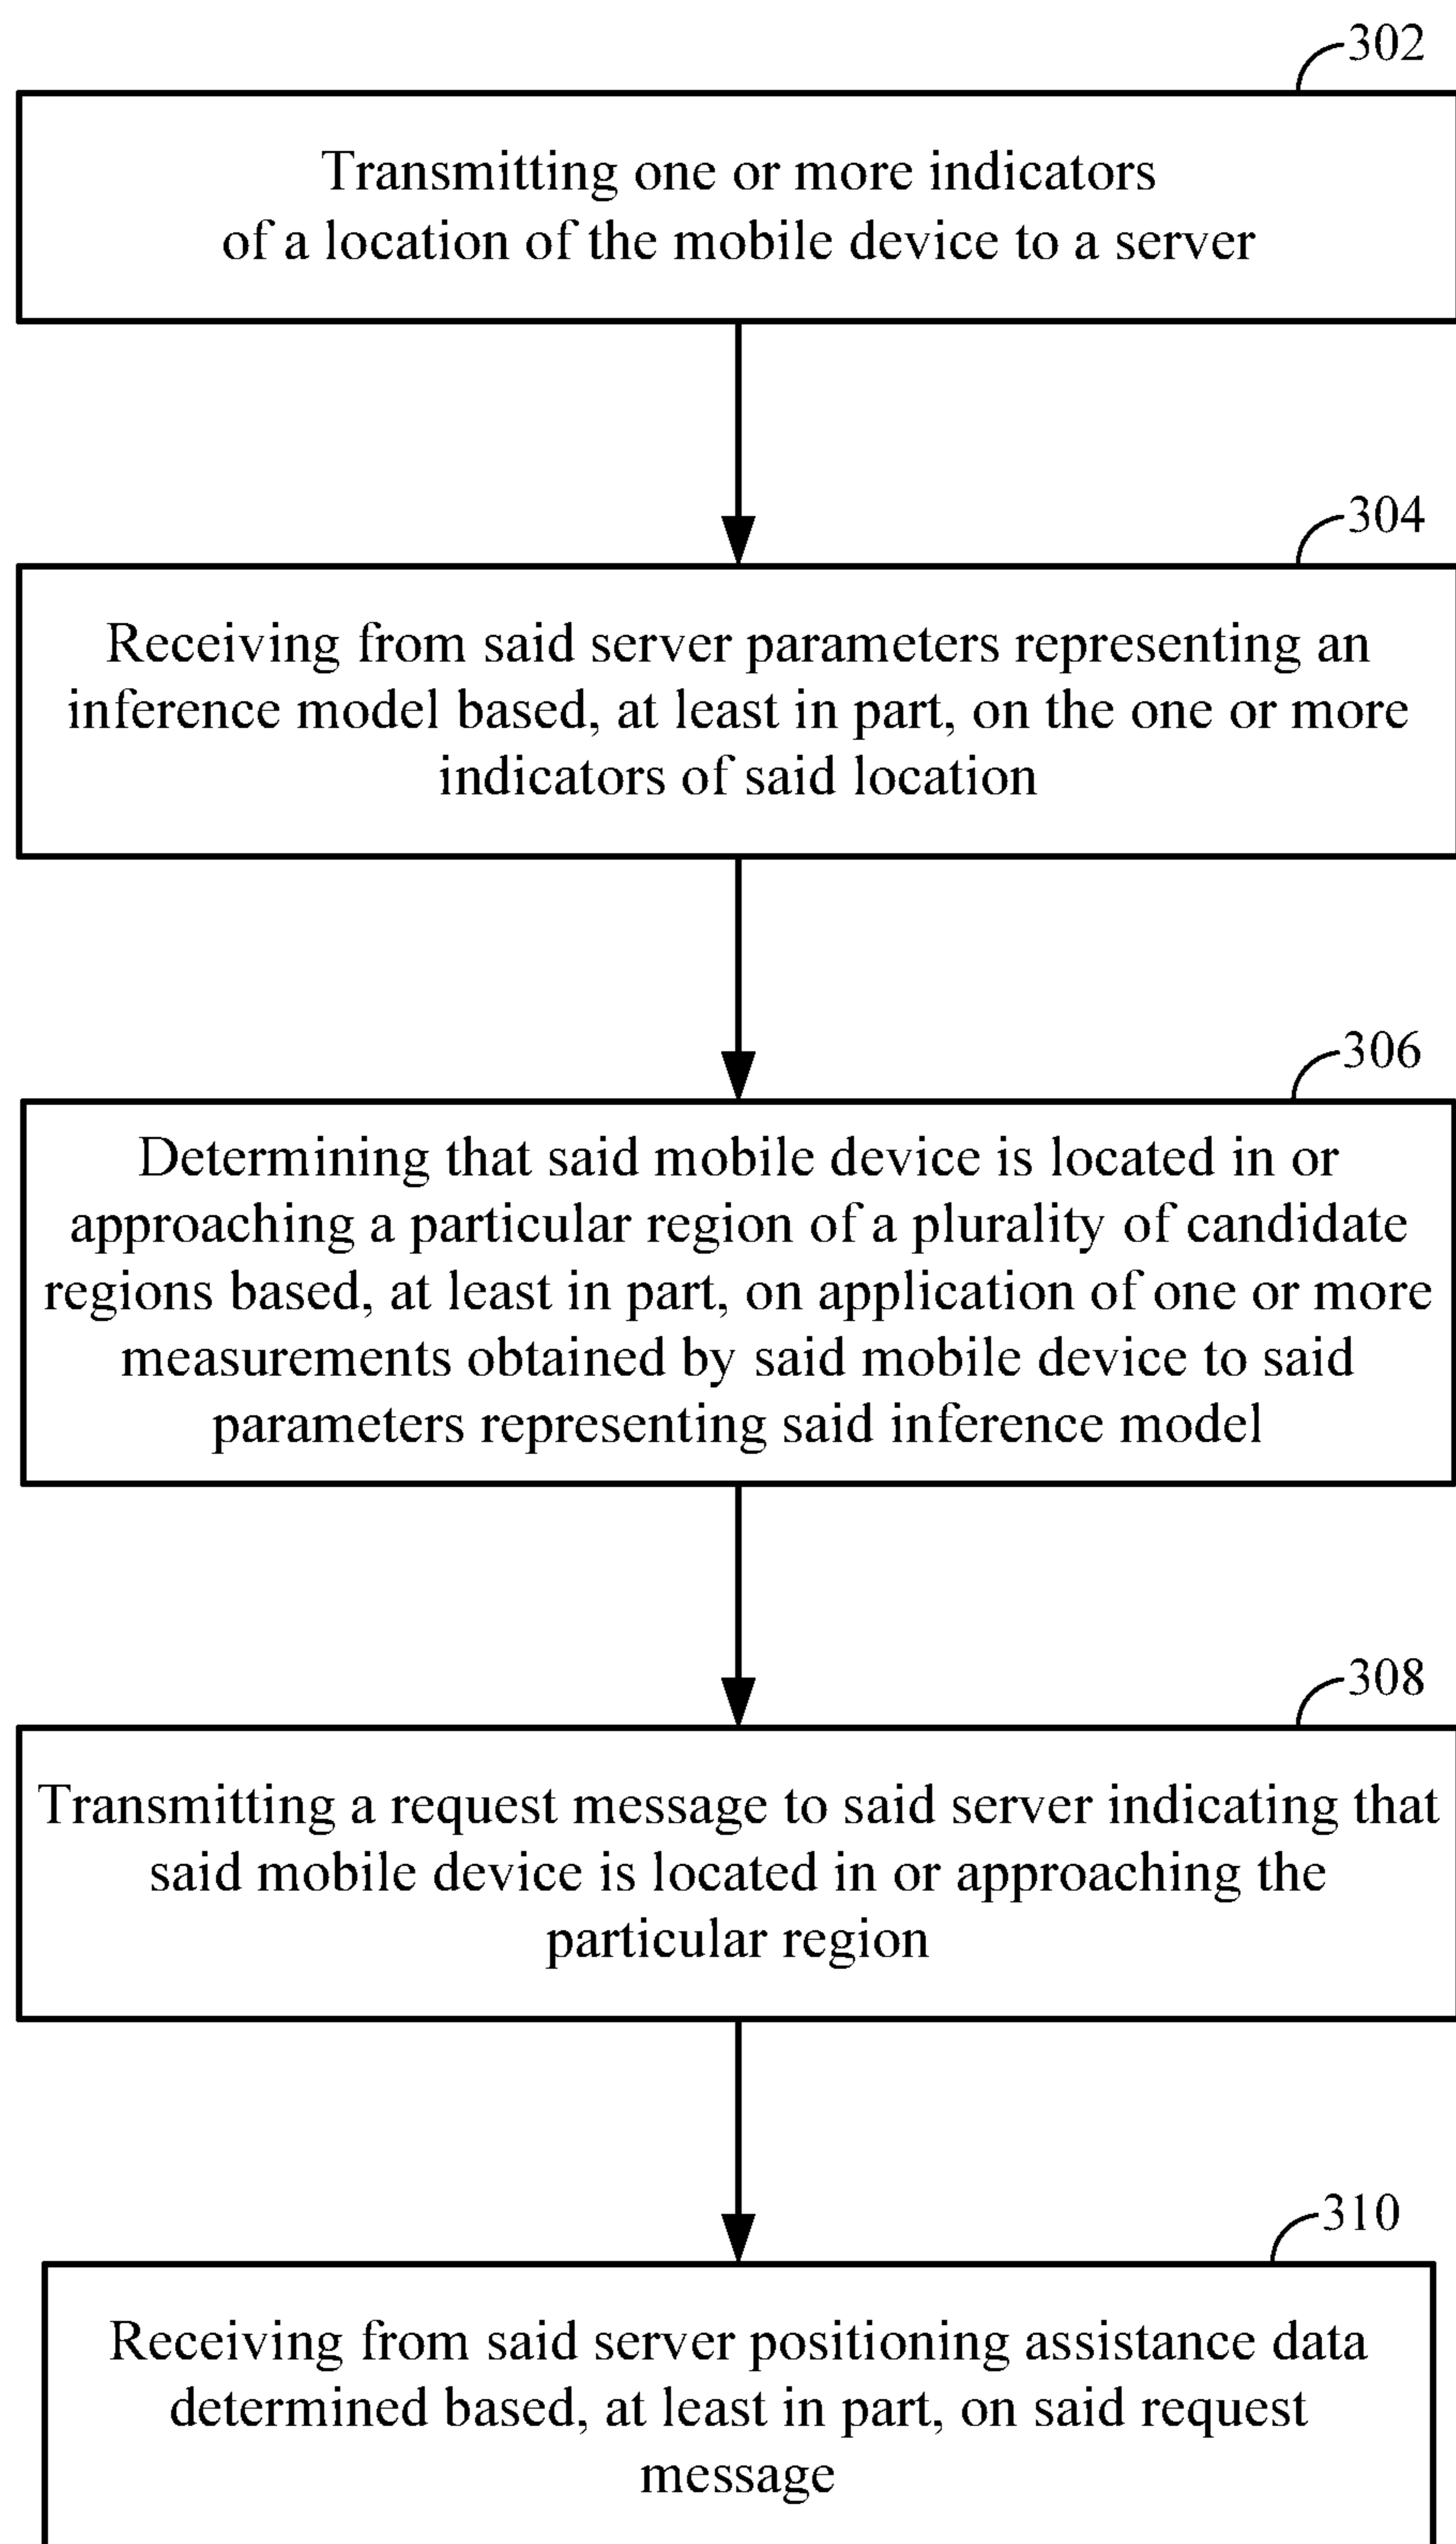 302
Transmitting one or more indicators
of a location of the mobile device to a server
304
Receiving from said server parameters representing an
inference model based, at least in part, on the one or more
indicators of said location
306
Determining that said mobile device is located in or
approaching a particular region of a plurality of candidate
regions based, at least in part, on application of one or more
measurements obtained by said mobile device to said
parameters representing said inference model
308
Transmitting a request message to said server indicating that
said mobile device is located in or approaching the
particular region
310
Receiving from said server positioning assistance data
determined based, at least in part, on said request
message